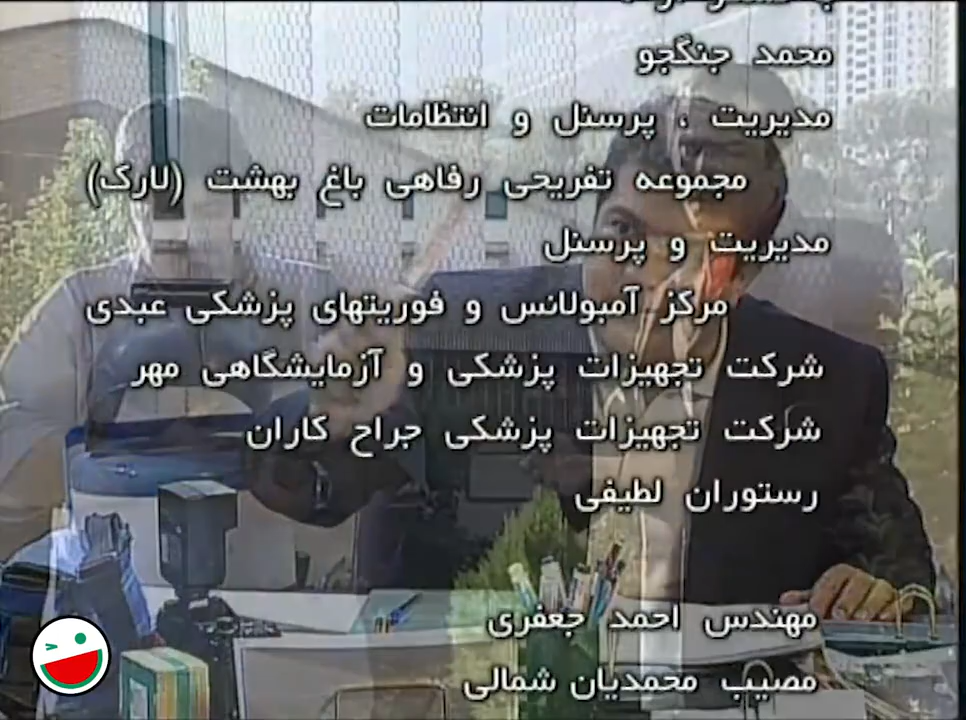 محمد جنگجو
مدیریت ، پرسنل و انتظامات
مجموعه تفریحی رفاهی باغ بهشت (لارک)
مدیریت و پرسنل
مرکز آمبولانس و فوریتهای پزشکی عبدی
شرکت تجهیزات پزشکی و آزمایشگاهی مهر
شرکت تجهیزات پزشکی جراح کاران
رستوران لطیفی
مهندس احمد جعفری
مصیب محمدیان شمالی